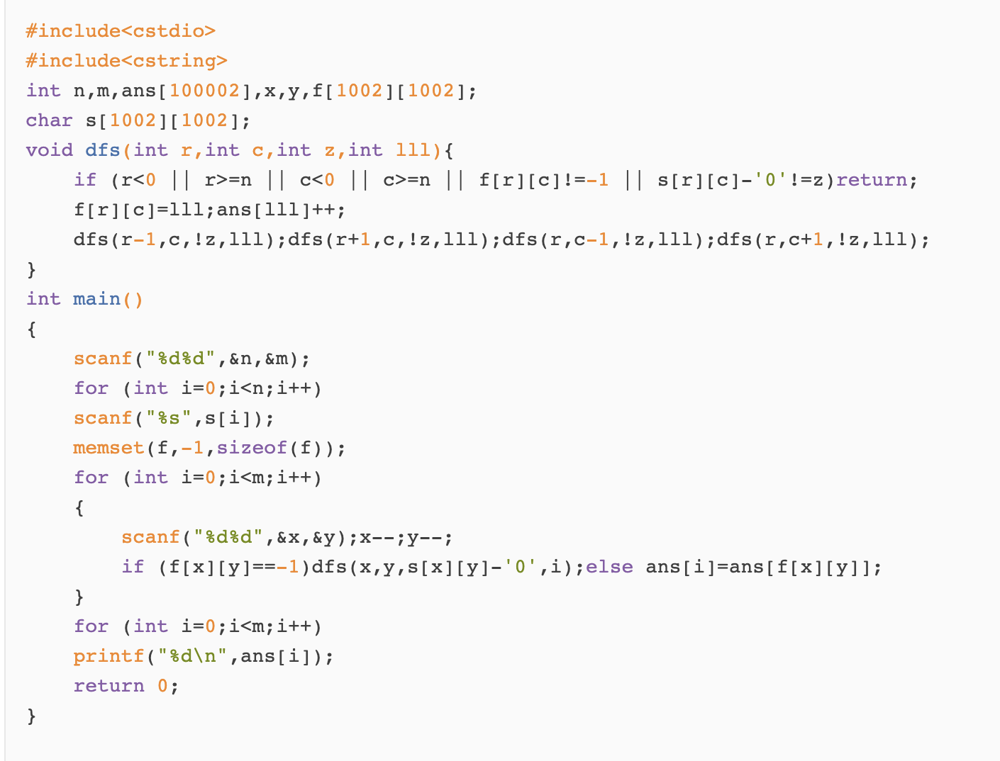 #include<cstdio>
#include<cstring>
int n,m,ans[100002],x,y,f[1002][1002];
char s[1002][1002];
void dfs(int r,int c,int z,int lll){
    if (r<0 || r>=n || c<0 || c>=n || f[r][c]!=-1 || s[r][c]-'0'!=z)return;
    f[r][c]=lll;ans[lll]++;
    dfs(r-1,c,!z,lll);dfs(r+1,c,!z,lll);dfs(r,c-1,!z,lll);dfs(r,c+1,!z,lll);
}
int main()
{
    scanf("%d%d",&n,&m);
    for (int i=0;i<n;i++)
    scanf("%s",s[i]);
    memset(f,-1,sizeof(f));
    for (int i=0;i<m;i++)
    {
        scanf("%d%d",&x,&y);x--;y--;
        if (f[x][y]==-1)dfs(x,y,s[x][y]-'0',i);else ans[i]=ans[f[x][y]];
    }
    for (int i=0;i<m;i++)
    printf("%d\n",ans[i]);
    return 0;
}